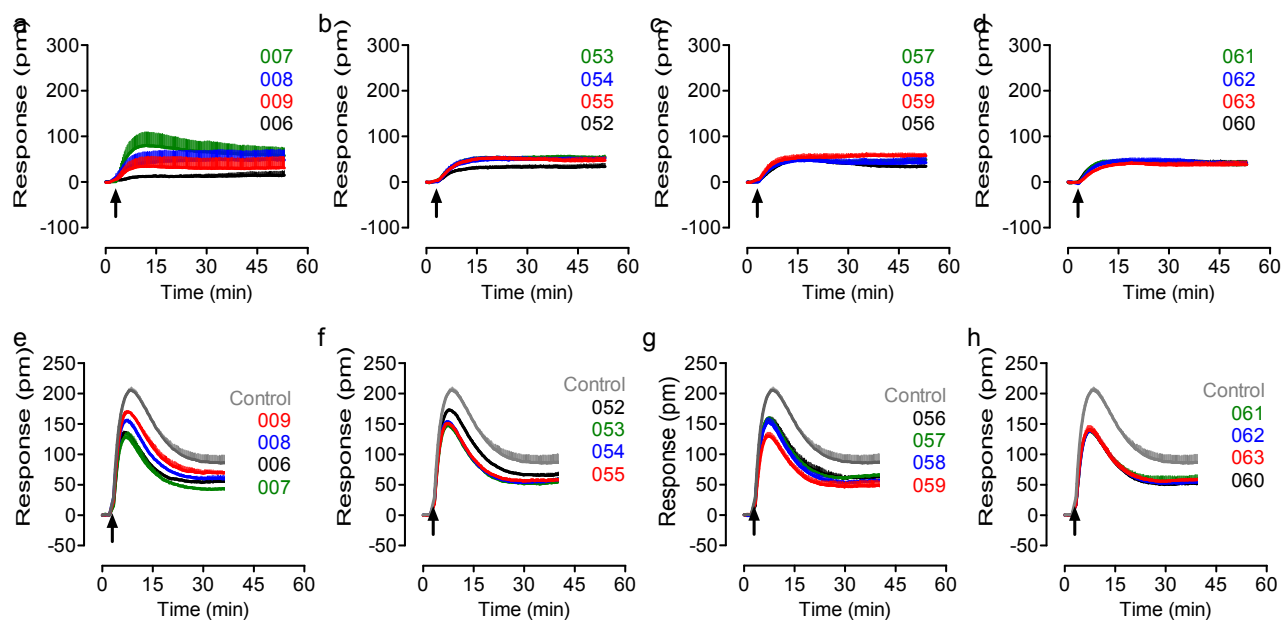 a
Response (pm)
300
200
100
0
-100
007
008
009
006
0 15 30 45 60
Time (min)
b
Response (pm)
300
200
100
0
-100
053
054
055
052
0 15 30 45 60
Time (min)
c
Response (pm)
300
200
100
0
-100
057
058
059
056
0 15 30 45 60
Time (min)
d
Response (pm)
300
200
100
0
-100
061
062
063
060
0 15 30 45 60
Time (min)
e
Response (pm)
250
200
150
100
50
0
-50
Control
009
008
006
007
0 15 30 45 60
Time (min)
f
Response (pm)
250
200
150
100
50
0
-50
Control
052
053
054
055
0 15 30 45 60
Time (min)
g
Response (pm)
250
200
150
100
50
0
-50
Control
056
057
058
059
0 15 30 45 60
Time (min)
h
Response (pm)
250
200
150
100
50
0
-50
Control
061
062
063
060
0 15 30 45 60
Time (min)